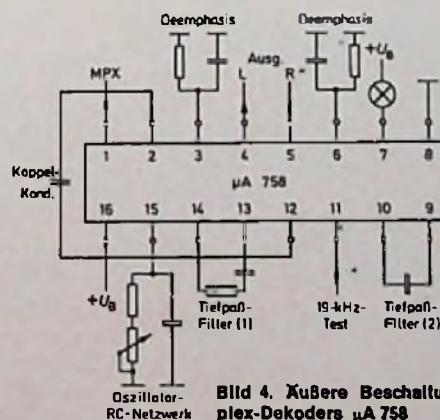 Deemphasis
Deemphasis
MPX
L Ausg. R
+UB
1 2 3 4 5 6 7 8
Koppel-
Kond.
µA 758
16 15 14 13 12 11 10 9
+UB
Tiefpaß-
Filter (1)
19-kHz-
Test
Tiefpaß-
Filter (2)
Oszillator-
RC-Netzwerk
Bild 4. Äußere Beschaltu
plex-Dekoders µA 758